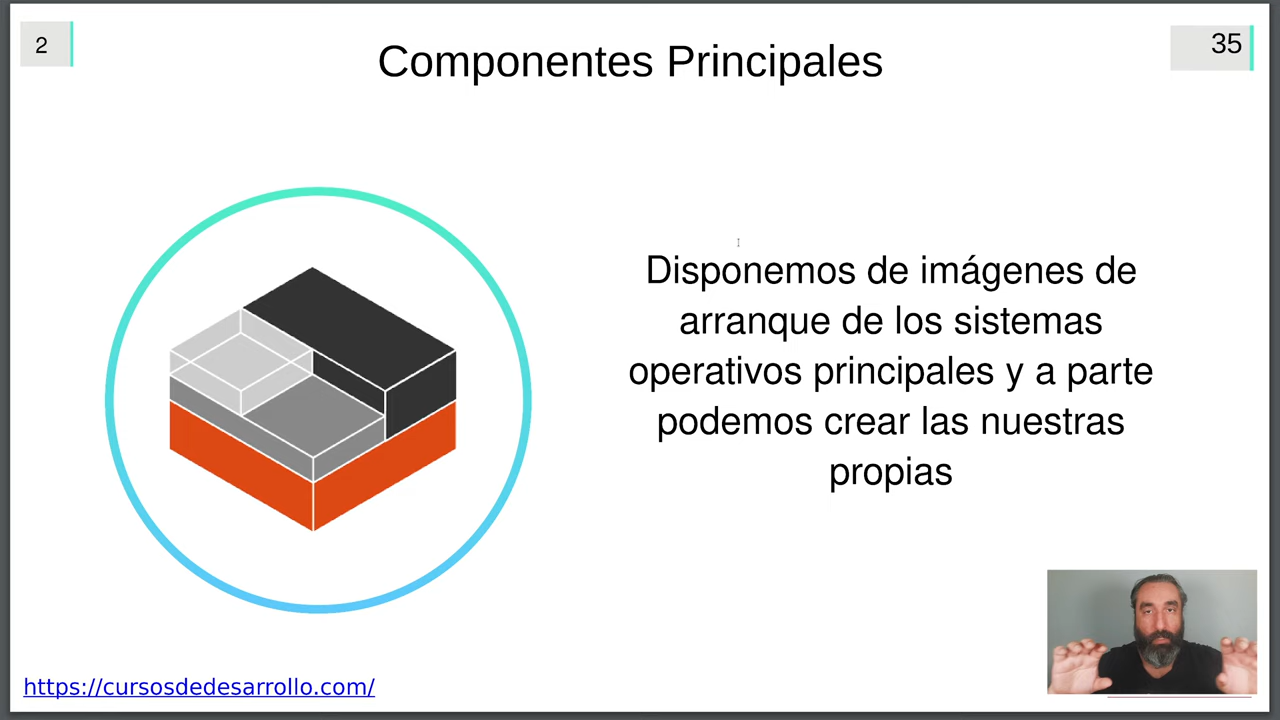 2
Componentes Principales
35
Disponemos de imágenes de
arranque de los sistemas
operativos principales y a parte
podemos crear las nuestras
propias
https://cursosdedesarrollo.com/